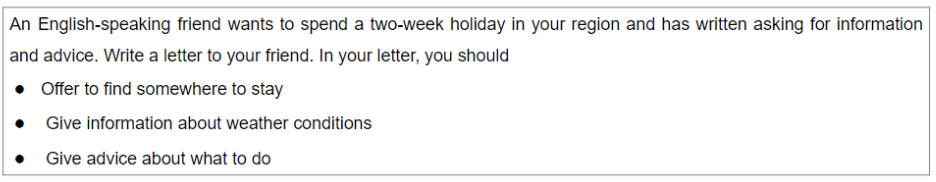 An English-speaking friend wants to spend a two-week holiday in your region and has written asking for information
and advice. Write a letter to your friend. In your letter, you should
● Offer to find somewhere to stay
● Give information about weather conditions
● Give advice about what to do